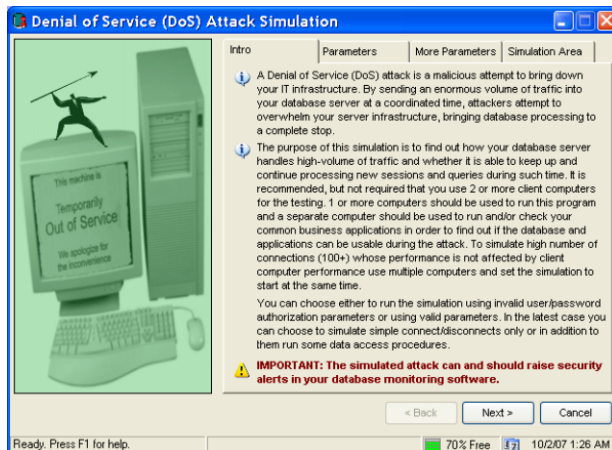 Denial of Service (DoS) Attack Simulation
Intro
Parameters
More Parameters
Simulation Area
This machine is
Temporarily
Out of Service
We apologize for
the inconvenience
A Denial of Service (DoS) attack is a malicious attempt to bring down
your IT infrastructure. By sending an enormous volume of traffic into
your database server at a coordinated time, attackers attempt to
overwhelm your server infrastructure, bringing database processing to
a complete stop.
The purpose of this simulation is to find out how your database server
handles high-volume of traffic and whether it is able to keep up and
continue processing new sessions and queries during such time. It is
recommended, but not required that you use 2 or more client computers
for the testing. 1 or more computers should be used to run this program
and a separate computer should be used to run and/or check your
common business applications in order to find out if the database and
applications can be usable during the attack. To simulate high number of
connections (100+) whose performance is not affected by client
computer performance use multiple computers and set the simulation to
start at the same time.
You can choose either to run the simulation using invalid user/password
authorization parameters or using valid parameters. In the latest case you
can choose to simulate simple connect/disconnects only or in addition to
them run some data access procedures.
IMPORTANT: The simulated attack can and should raise security
alerts in your database monitoring software.
< Back
Next >
Cancel
Ready. Press F1 for help.
70% Free
10/2/07 1:26 AM